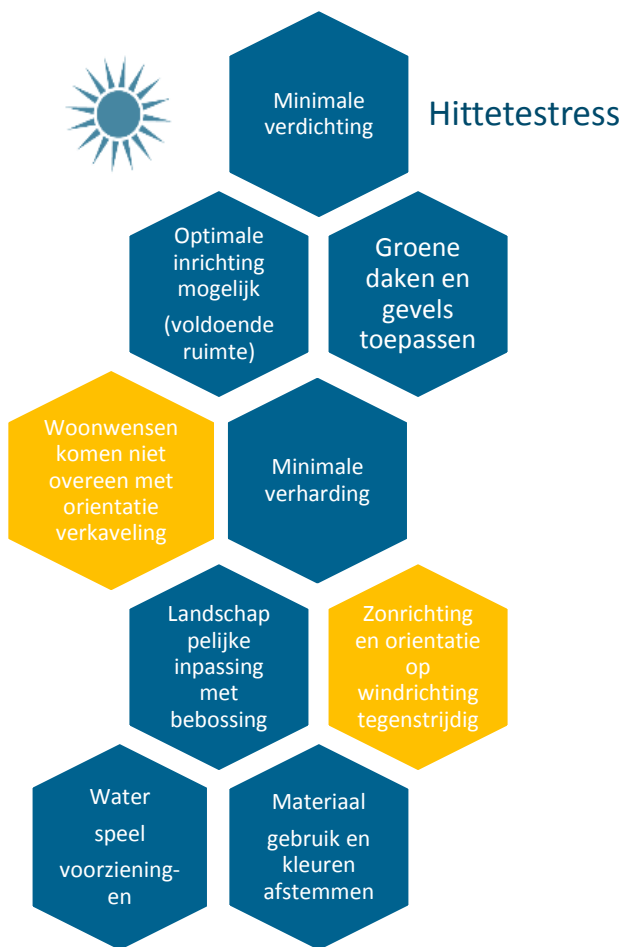 Minimale
verdichting
Hittetestress
Optimale
inrichting
mogelijk
(voldoende
ruimte)
Groene
daken en
gevels
toepassen
Woonwensen
komen niet
overeen met
orientatie
verkaveling
Minimale
verharding
Landschap
pelijke
inpassing
met
bebossing
Zonrichting
en orientatie
op
windrichting
tegenstrijdig
Water
speel
voorziening-
en
Materiaal
gebruik en
kleuren
afstemmen